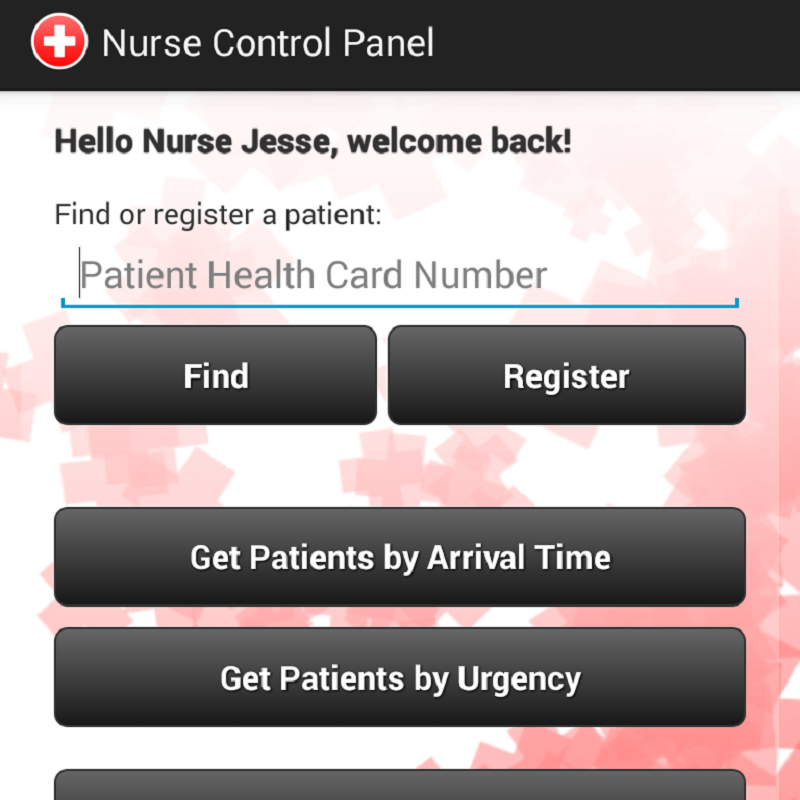 Nurse Control Panel
Hello Nurse Jesse, welcome back!
Find or register a patient:
Patient Health Card Number
Find
Register
Get Patients by Arrival Time
Get Patients by Urgency